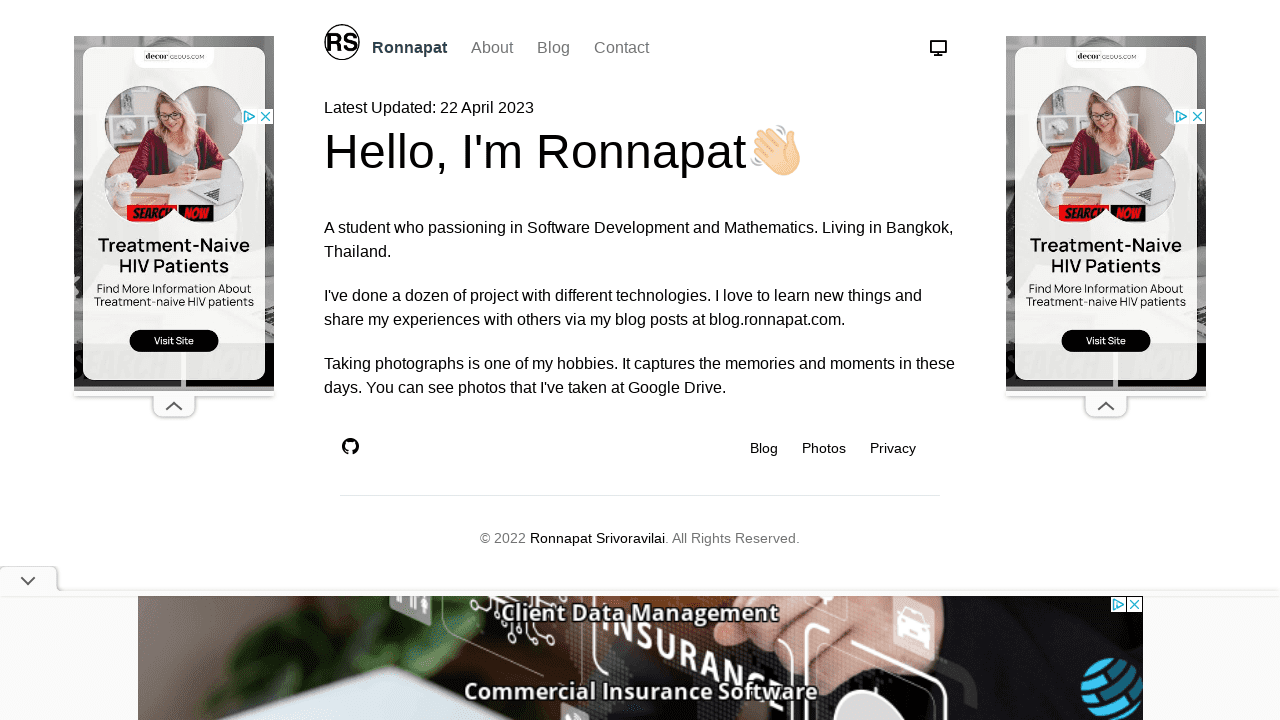 RS
Ronnapat
About
Blog
Contact
Latest Updated: 22 April 2023
Hello, I'm Ronnapat👋🏻
A student who passioning in Software Development and Mathematics. Living in Bangkok,
Thailand.
I've done a dozen of project with different technologies. I love to learn new things and
share my experiences with others via my blog posts at blog.ronnapat.com.
Taking photographs is one of my hobbies. It captures the memories and moments in these
days. You can see photos that I've taken at Google Drive.
Blog
Photos
Privacy
© 2022 Ronnapat Srivoravilai. All Rights Reserved.
decorGEOUS.COM
SEARCH NOW
Treatment-Naive
HIV Patients
Find More Information About
Treatment-naive HIV patients
Visit Site
decorGEOUS.COM
SEARCH NOW
Treatment-Naive
HIV Patients
Find More Information About
Treatment-naive HIV patients
Visit Site
Client Data Management
INSURANCE
Commercial Insurance Software